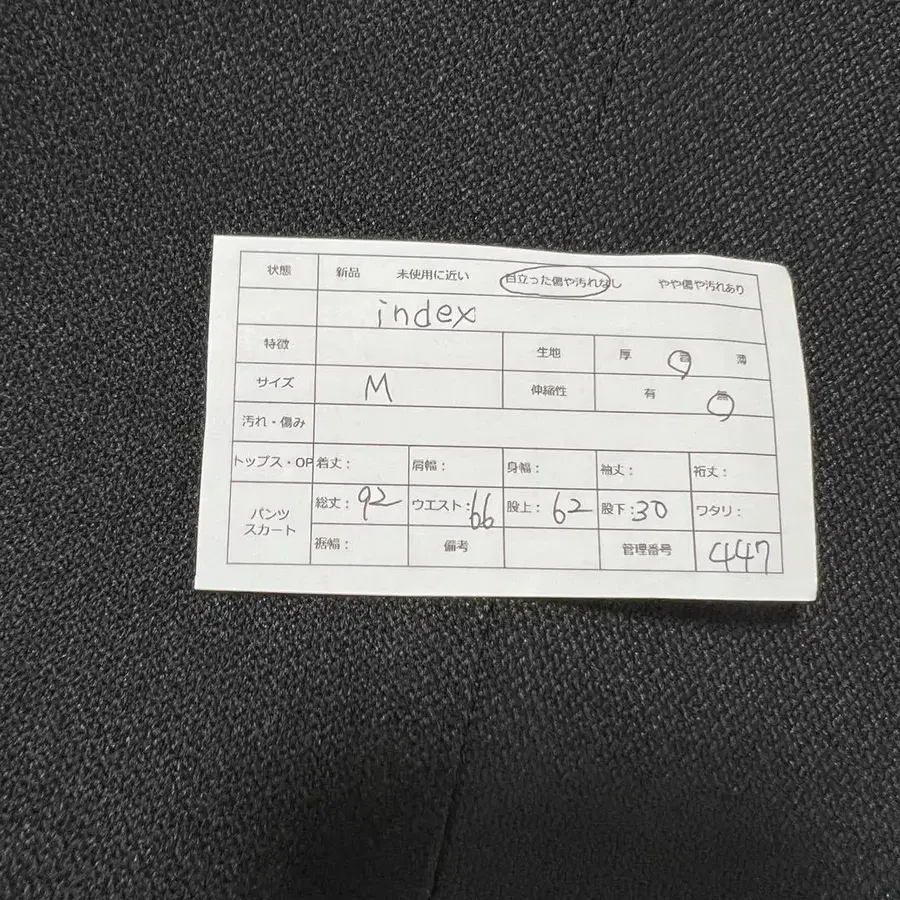 状態 新品 未使用に近い 目立った傷や汚れなし やや傷や汚れあり
index
特徴 生地 厚 普 薄
サイズ M 伸縮性 有 無
汚れ・傷み
トップス・OP 着丈: 肩幅: 身幅: 袖丈: 裄丈:
パンツ スカート 総丈:92 ウエスト:66 股上:62 股下:30 ワタリ:
裾幅: 備考 管理番号 447